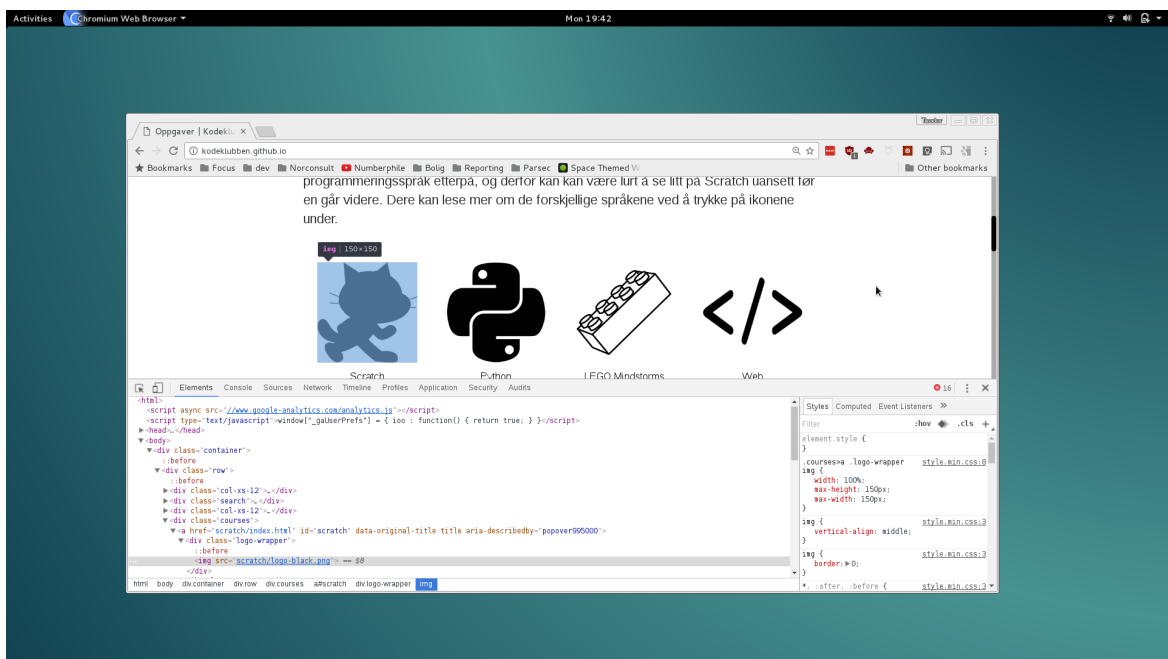 Activities Chromium Web Browser Mon 19:42
Oppgaver | Kodeklu
kodeklubben.github.io
Bookmarks Focus dev Norconsult Numberphile Bolig Reporting Parsec Space Themed W Other bookmarks
programmeringsspråk etterpå, og derfor kan kan være lurt å se litt på Scratch uansett før
en går videre. Dere kan lese mer om de forskjellige språkene ved å trykke på ikonene
under.
img | 150×150
</>
Scratch Python LEGO Mindstorms Web
Elements Console Sources Network Timeline Profiles Application Security Audits 16
<html>
<script async src="//www.google-analytics.com/analytics.js"></script>
<script type="text/javascript">window["_gaUserPrefs"] = { ioo : function() { return true; } }</script>
<head>…</head>
<body>
<div class="container">
::before
<div class="row">
::before
<div class="col-xs-12">…</div>
<div class="search">…</div>
<div class="col-xs-12">…</div>
<div class="courses">
<a href="scratch/index.html" id="scratch" data-original-title title aria-describedby="popover995000">
<div class="logo-wrapper">
::before
<img src="scratch/logo-black.png"> == $0
</div>
html body div.container div.row div.courses a#scratch div.logo-wrapper img
Styles Computed Event Listeners »
Filter :hov .cls +
element.style {
}
.courses>a .logo-wrapper style.min.css:8
img {
width: 100%;
max-height: 150px;
max-width: 150px;
}
img { style.min.css:3
vertical-align: middle;
}
img { style.min.css:3
border: 0;
}
*, :after, :before { style.min.css:3